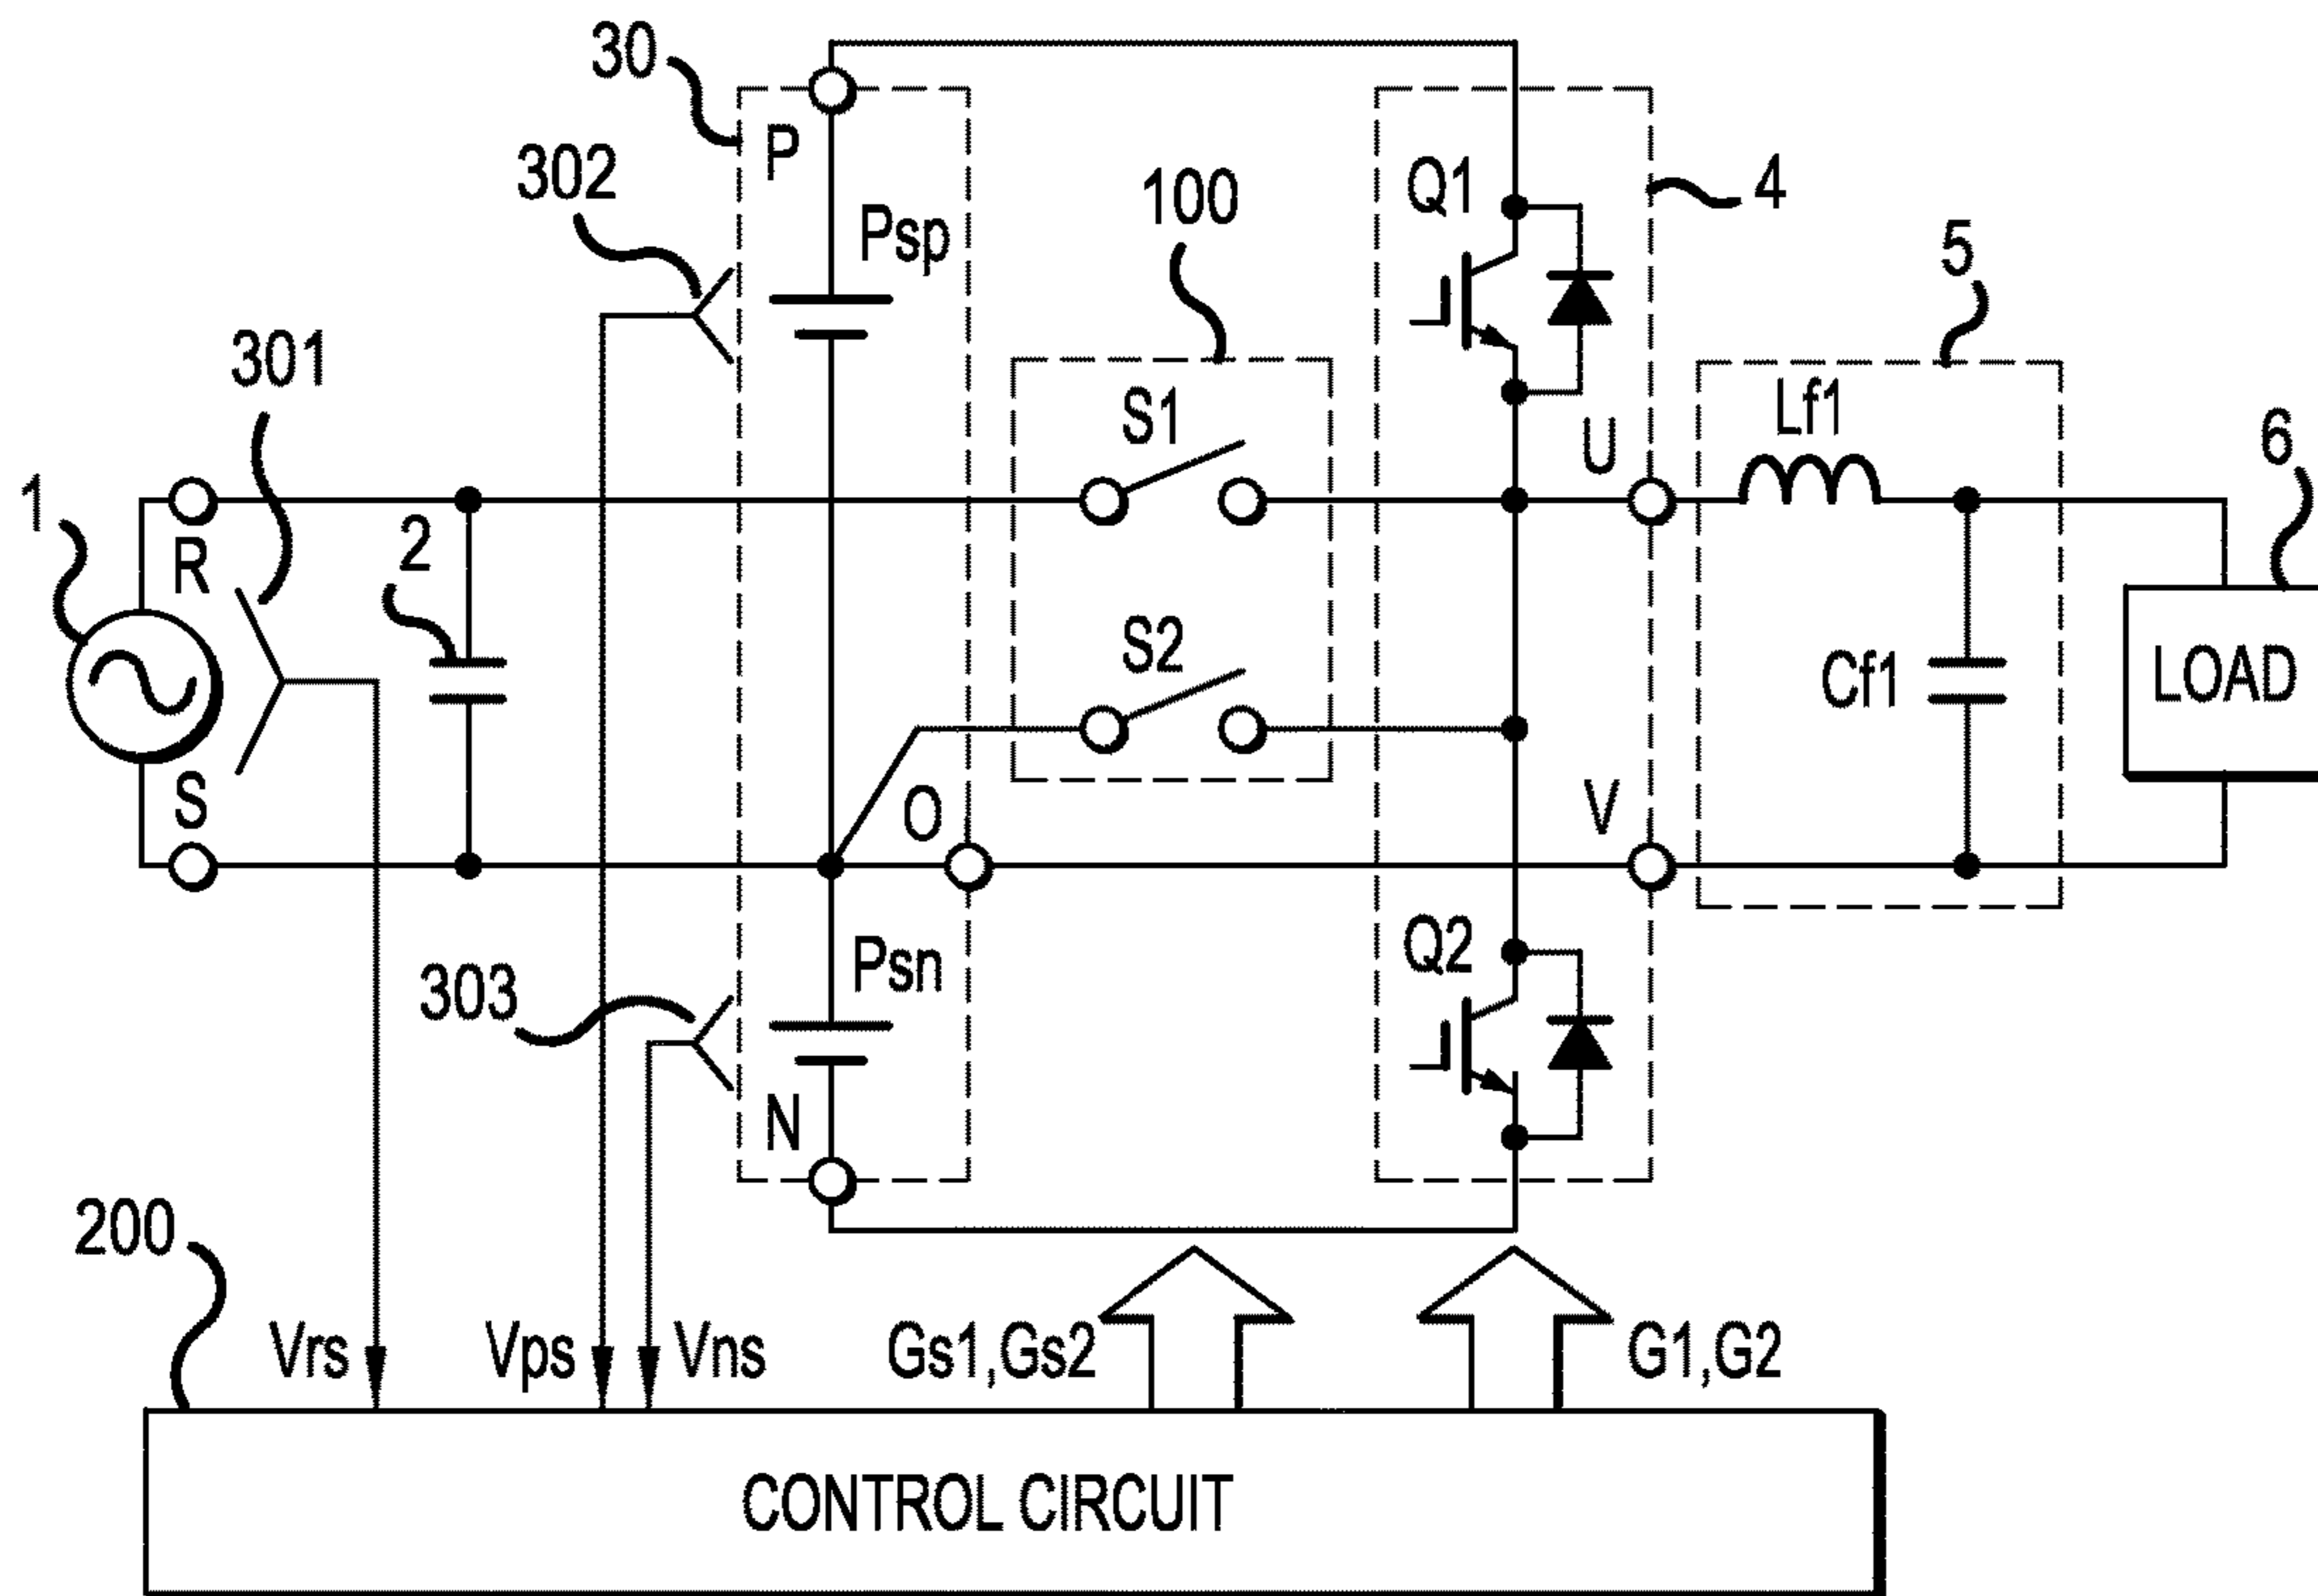 30
P
302
Psp
100
Q1
4
5
301
S1
U
Lf1
6
1
R
2
S2
Cf1
LOAD
S
O
V
303
Psn
Q2
N
200
Vrs
Vps
Vns
Gs1,Gs2
G1,G2
CONTROL CIRCUIT